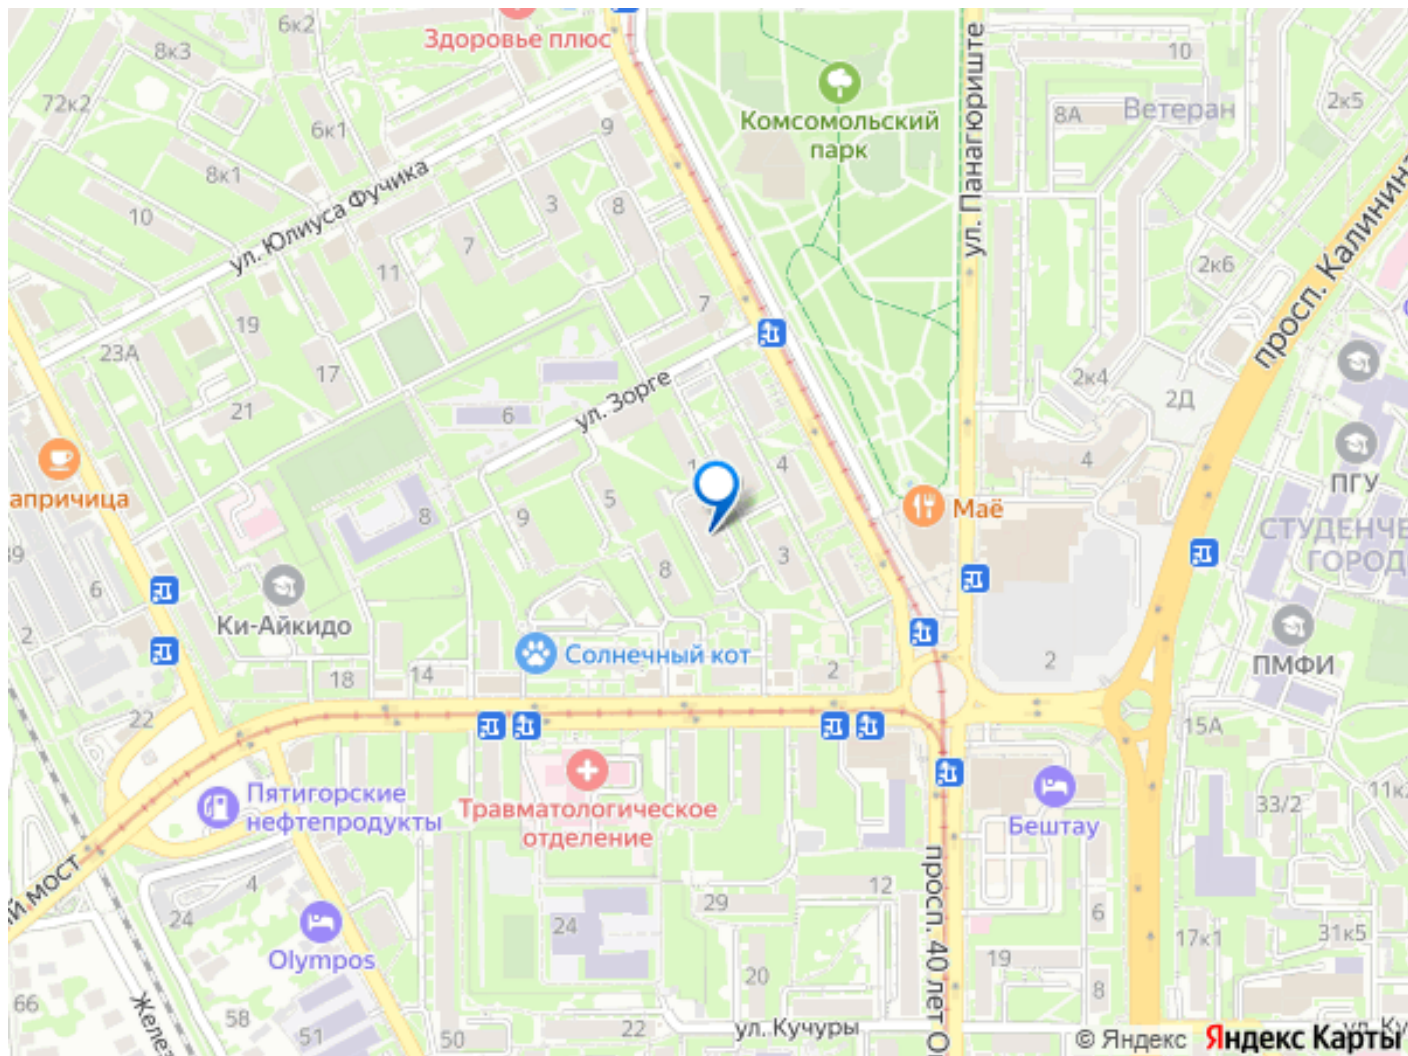 6к2
Здоровье плюс
8к3
10
72к2
6к1
9
Комсомольский
парк
ул. Панагюриште
8А
Ветеран
2к5
8к1
ул. Юлиуса Фучика
3
8
10
7
11
2к6
просп. Калинина
7
19
23А
17
21
2к4
2Д
6
ул. Зорге
4
4
ПГУ
апричица
5
8
9
Маё
СТУДЕНЧЕ
ГОРОД
39
3
8
6
Ки-Айкидо
2
Солнечный кот
18
14
2
2
ПМФИ
22
15А
Пятигорские
нефтепродукты
Травматологическое
отделение
33/2
11к2
Бештау
й мост
4
24
просп. 40 лет О
12
29
24
6
17к1
31к5
Olympos
20
19
66
Желез
58
51
50
22
ул. Кучуры
8
© Яндекс
Яндекс Карты